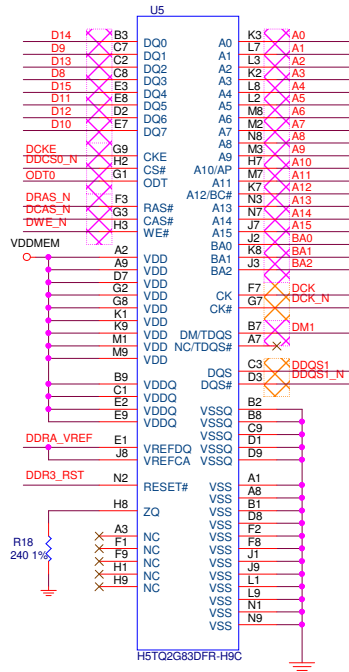 U5
D14 B3 DQ0 A0 K3 A0
D9 C7 DQ1 A1 L7 A1
D13 C2 DQ2 A2 L3 A2
D8 C8 DQ3 A3 K2 A3
D15 E3 DQ4 A4 L8 A4
D11 E8 DQ5 A5 L2 A5
D12 D2 DQ6 A6 M8 A6
D10 E7 DQ7 A7 M2 A7
A8 N8 A8
DCKE G9 CKE A9 M3 A9
DDCS0_N H2 CS# A10/AP H7 A10
ODT0 G1 ODT A11 M7 A11
A12/BC# K7 A12
DRAS_N F3 RAS# A13 N3 A13
DCAS_N G3 CAS# A14 N7 A14
DWE_N H3 WE# A15 J7 A15
VDDMEM
BA0 J2 BA0
A2 VDD BA1 K8 BA1
A9 VDD BA2 J3 BA2
D7 VDD
G2 VDD CK F7 DCK
G8 VDD CK# G7 DCK_N
K1 VDD
K9 VDD DM/TDQS B7 DM1
M1 VDD NC/TDQS# A7
M9 VDD
DQS C3 DDQS1
B9 VDDQ DQS# D3 DDQS1_N
C1 VDDQ
E2 VDDQ VSSQ B2
E9 VDDQ VSSQ B8
VSSQ C9
DDRA_VREF E1 VREFDQ VSSQ D1
J8 VREFCA VSSQ D9
DDR3_RST N2 RESET# VSS A1
VSS A8
H8 ZQ VSS B1
VSS D8
A3 NC VSS F2
F1 NC VSS F8
F9 NC VSS J1
H1 NC VSS J9
H9 NC VSS L1
VSS L9
VSS N1
VSS N9
R18
240 1%
H5TQ2G83DFR-H9C